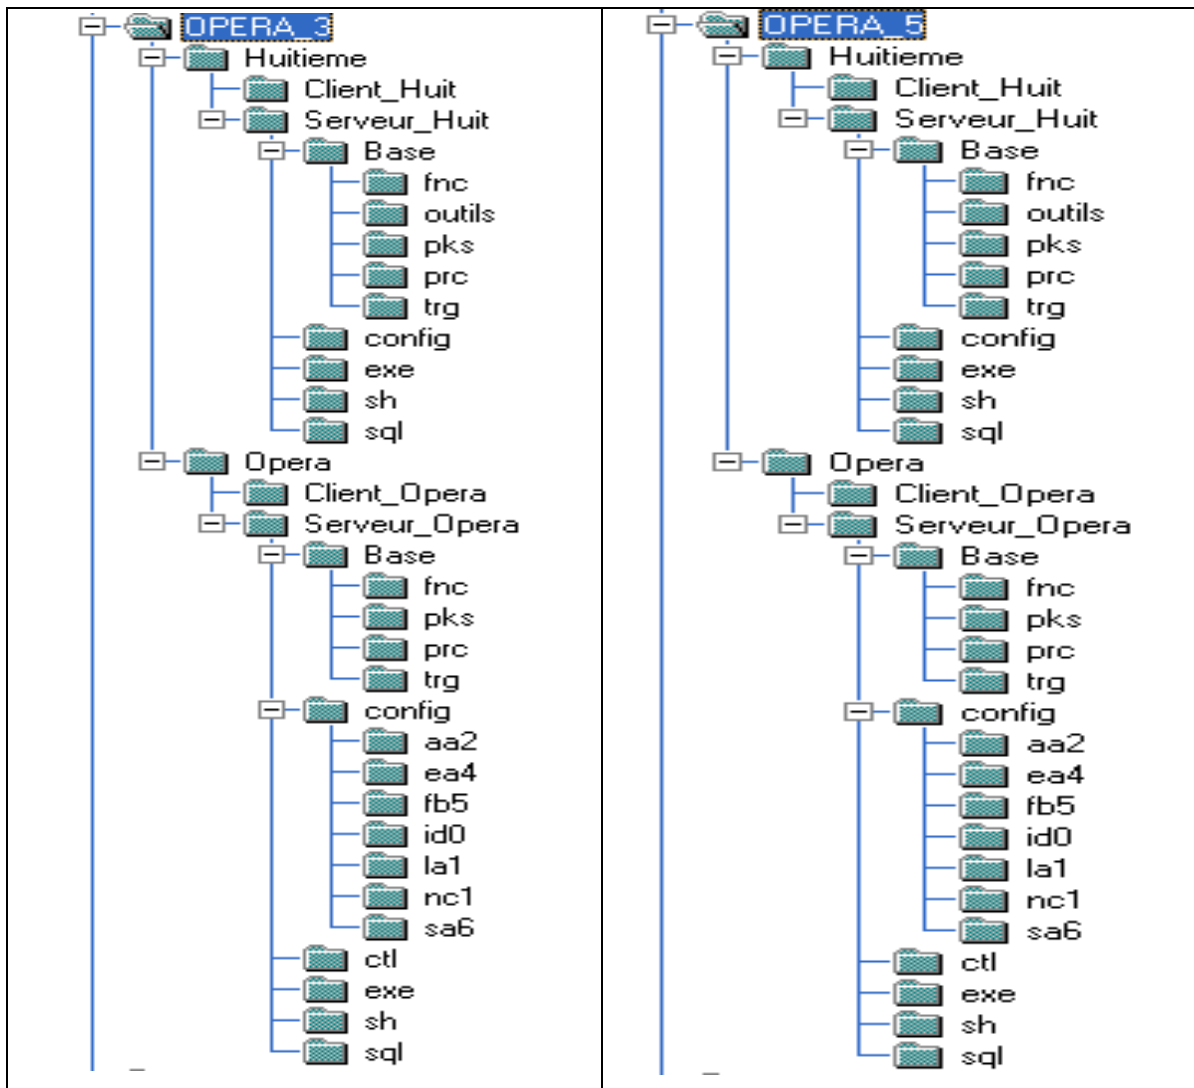 OPERA_3
Huitieme
Client_Huit
Serveur_Huit
Base
fnc
outils
pks
prc
trg
config
exe
sh
sql
Opera
Client_Opera
Serveur_Opera
Base
fnc
pks
prc
trg
config
aa2
ea4
fb5
id0
la1
nc1
sa6
ctl
exe
sh
sql
OPERA_5
Huitieme
Client_Huit
Serveur_Huit
Base
fnc
outils
pks
prc
trg
config
exe
sh
sql
Opera
Client_Opera
Serveur_Opera
Base
fnc
pks
prc
trg
config
aa2
ea4
fb5
id0
la1
nc1
sa6
ctl
exe
sh
sql